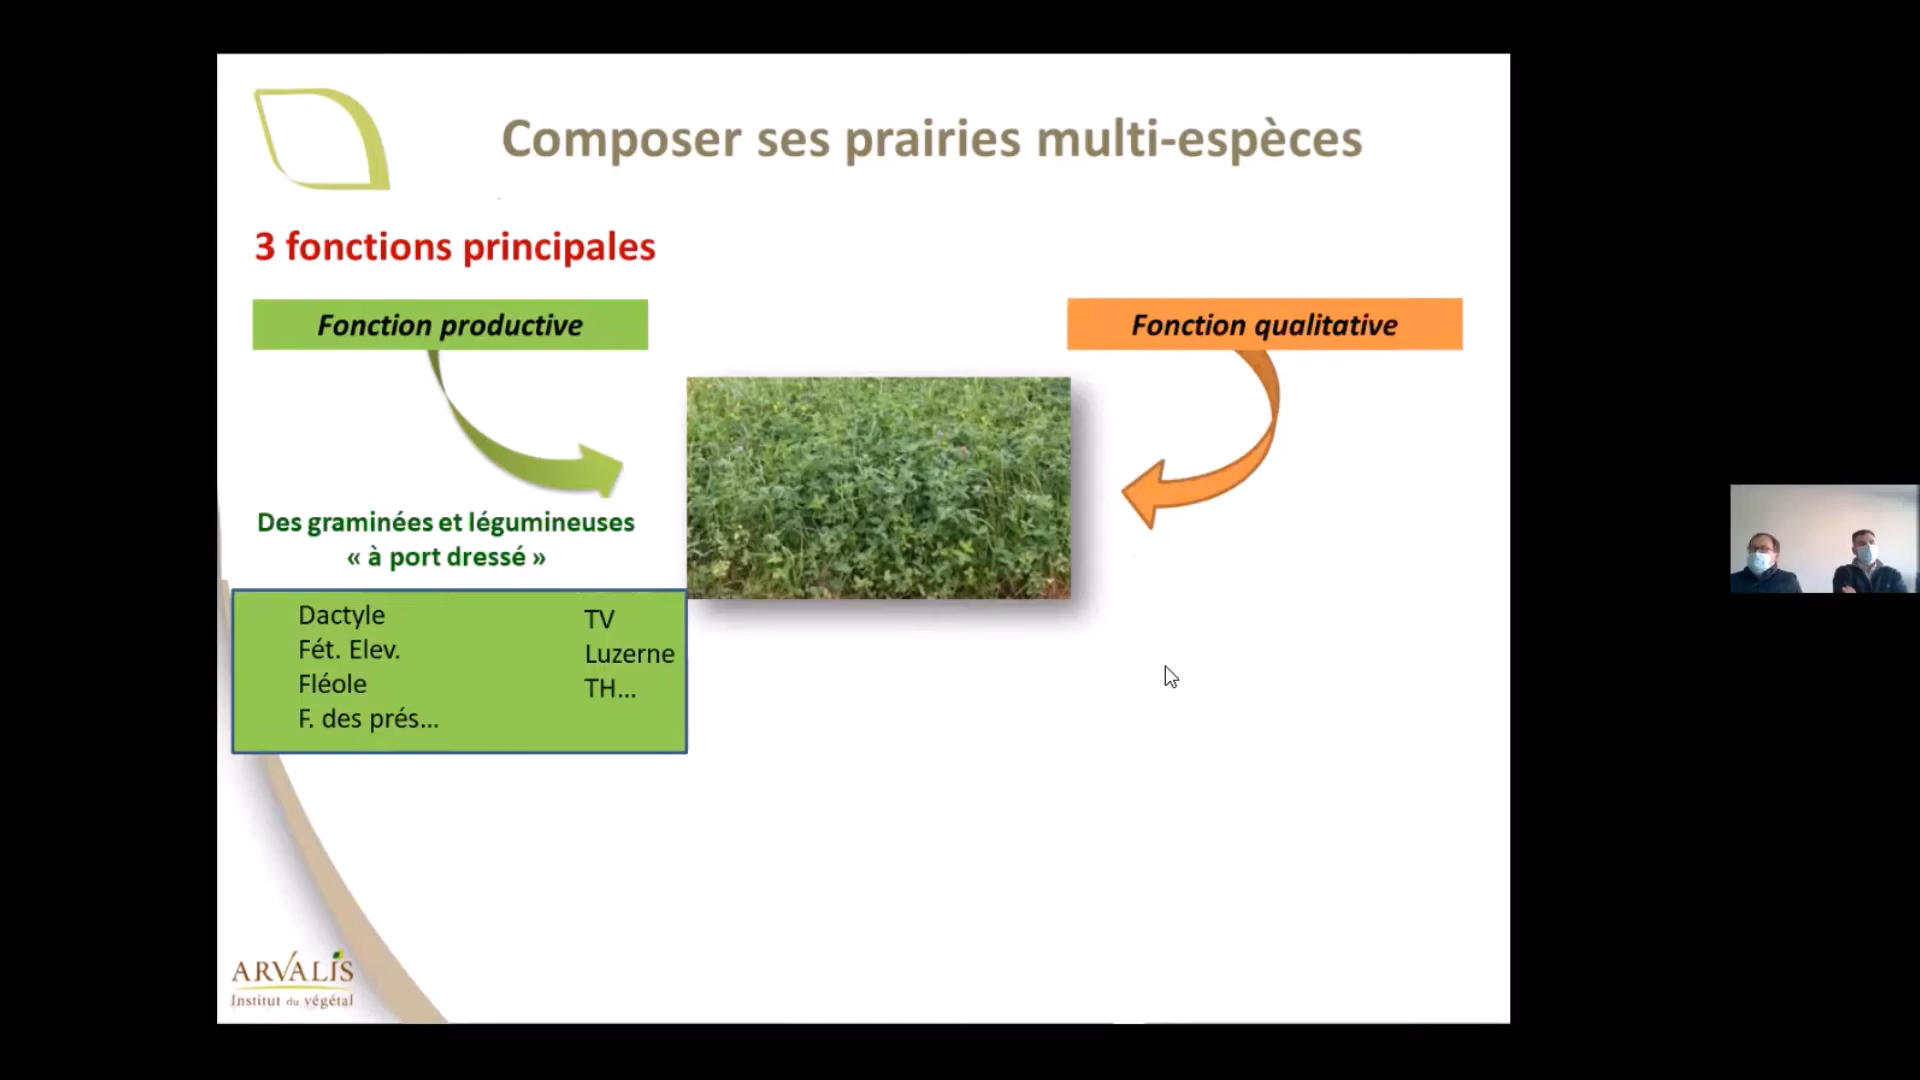 Composer ses prairies multi-espèces
3 fonctions principales
Fonction productive
Fonction qualitative
Des graminées et légumineuses
« à port dressé »
Dactyle
Fét. Elev.
Fléole
F. des prés...
TV
Luzerne
TH...
ARVALIS
Institut du végétal